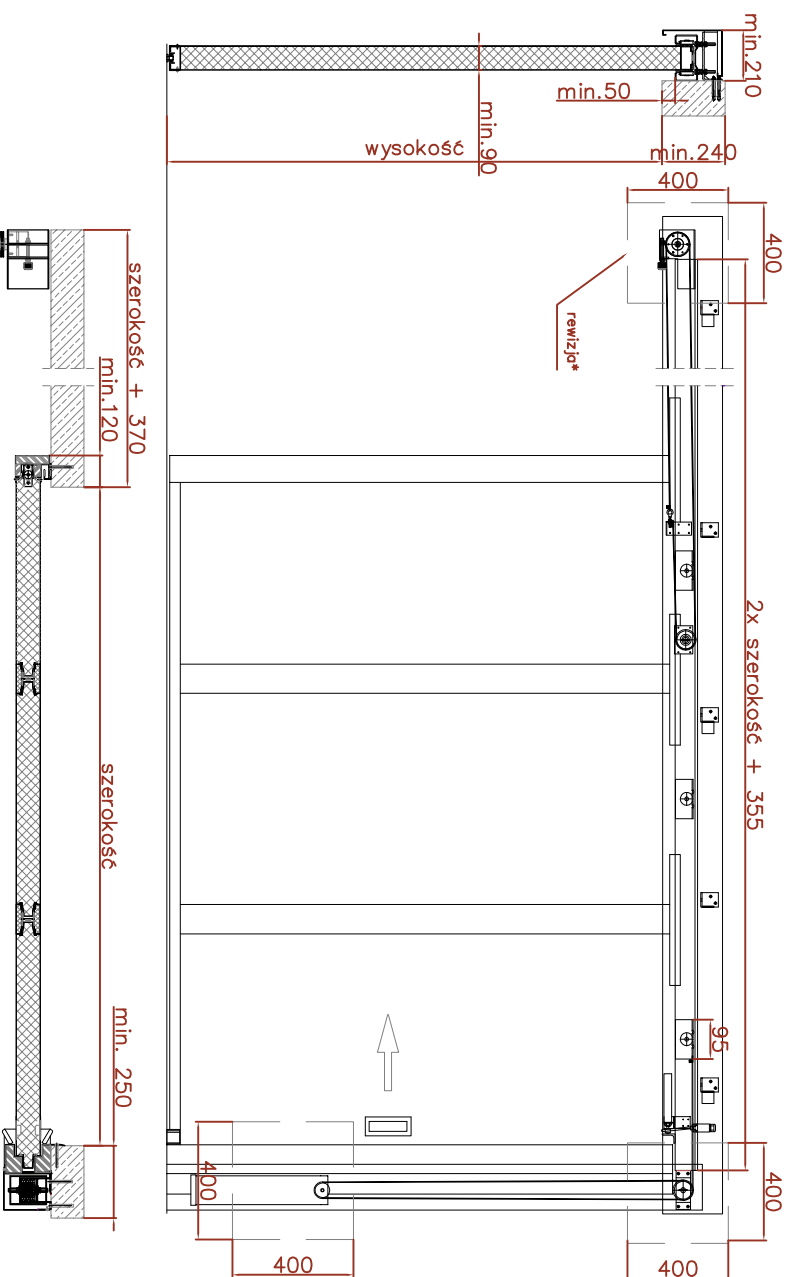 min.210
min.50
min.90
wysokość
min.240
400
400
szerokość + 370
min.120
rewizja*
2x szerokość + 355
szerokość
95
min. 250
400
400
400
400